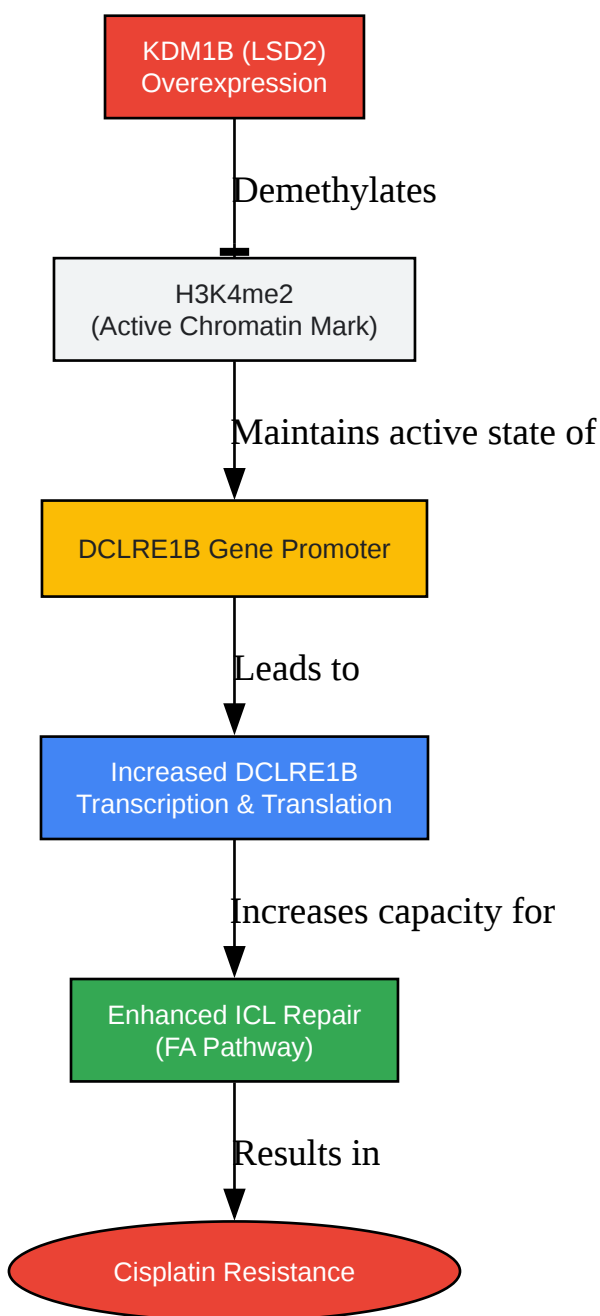 KDM1B (LSD2)
Overexpression
Demethylates
H3K4me2
(Active Chromatin Mark)
Maintains active state of
DCLRE1B Gene Promoter
Leads to
Increased DCLRE1B
Transcription & Translation
Increases capacity for
Enhanced ICL Repair
(FA Pathway)
Results in
Cisplatin Resistance